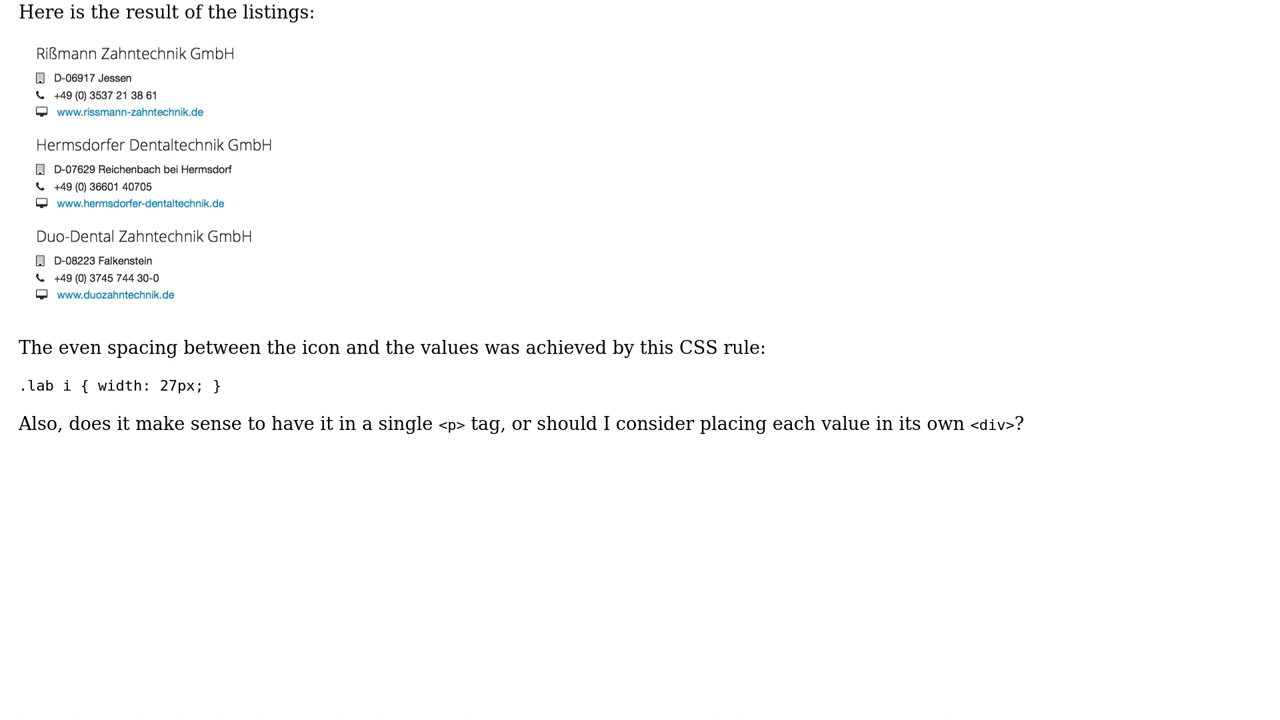 Here is the result of the listings:
Rißmann Zahntechnik GmbH
D-06917 Jessen
+49 (0) 3537 21 38 61
www.rissmann-zahntechnik.de
Hermsdorfer Dentaltechnik GmbH
D-07629 Reichenbach bei Hermsdorf
+49 (0) 36601 40705
www.hermsdorfer-dentaltechnik.de
Duo-Dental Zahntechnik GmbH
D-08223 Falkenstein
+49 (0) 3745 744 30-0
www.duozahntechnik.de
The even spacing between the icon and the values was achieved by this CSS rule:
.lab i { width: 27px; }
Also, does it make sense to have it in a single <p> tag, or should I consider placing each value in its own <div>?